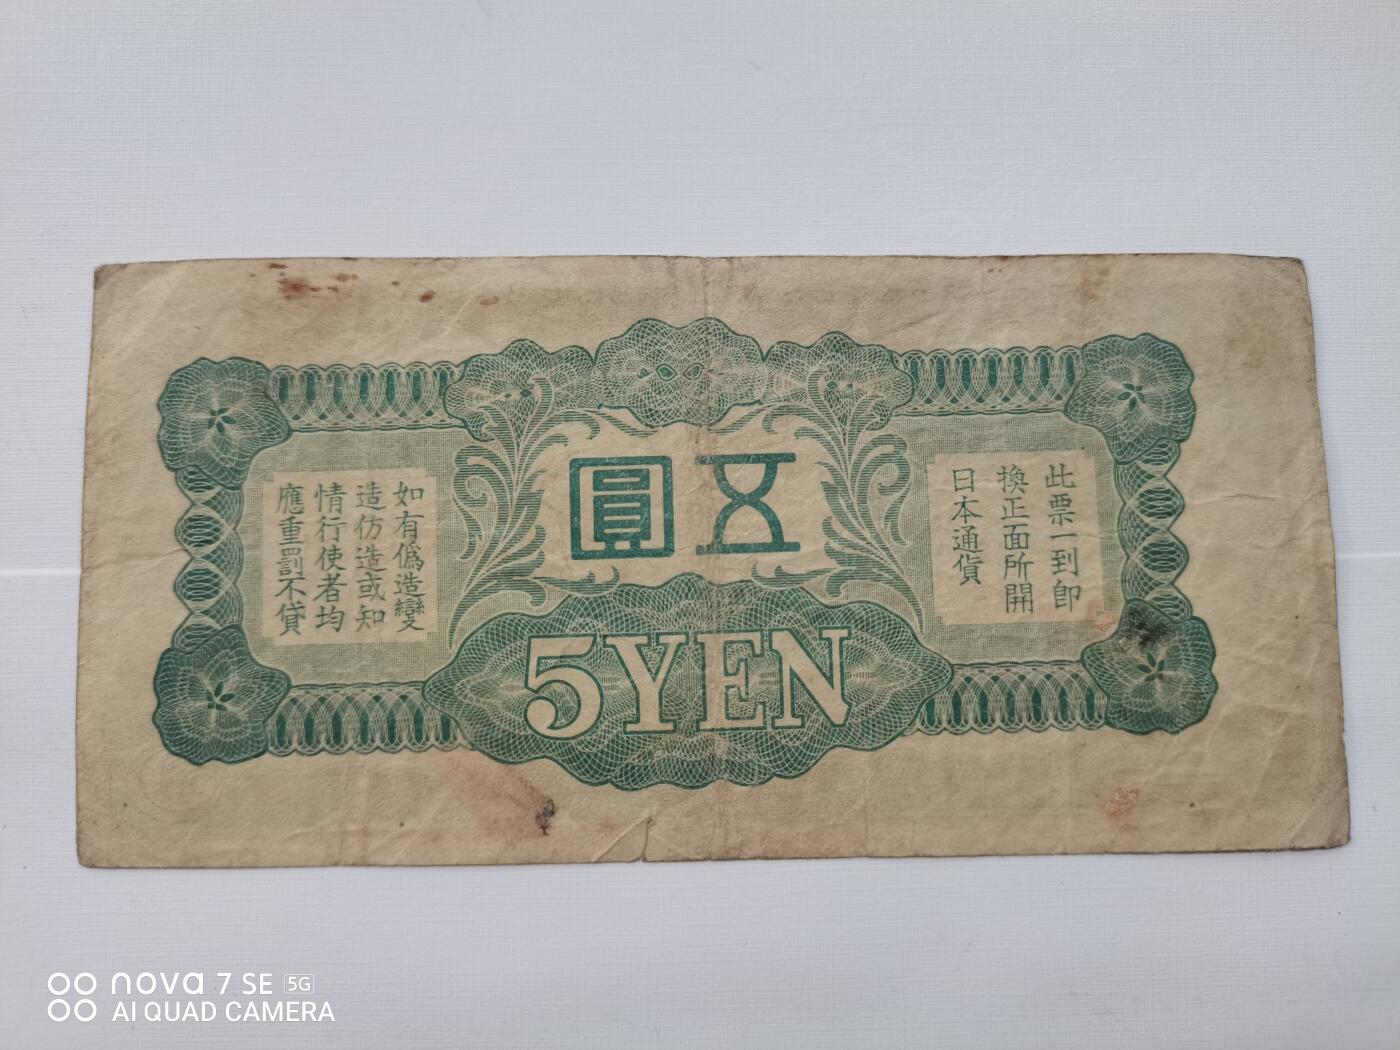 此票一到即
換正面所開
日本通貨
五圓
5YEN
如有僞造變
造仿造或知
情行使者均
應重罰不貸
nova 7 SE 5G
AI QUAD CAMERA